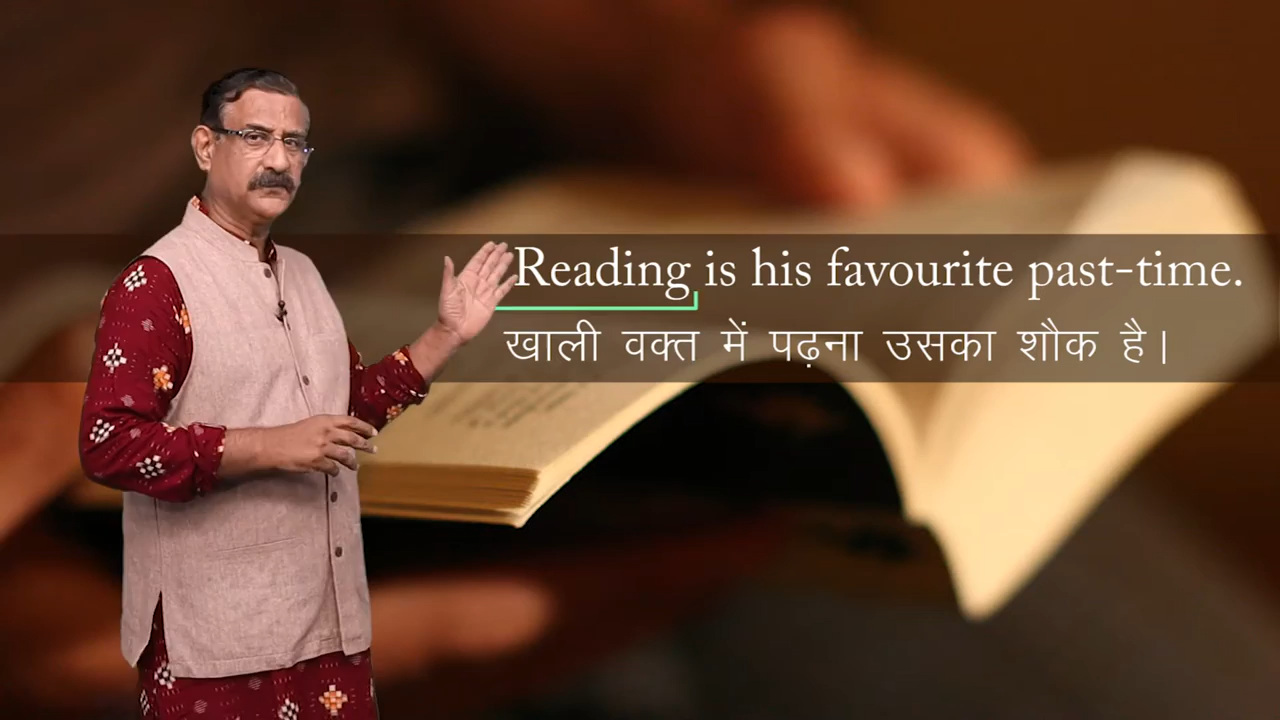 Reading is his favourite past-time.
खाली वक्त में पढ़ना उसका शौक है।